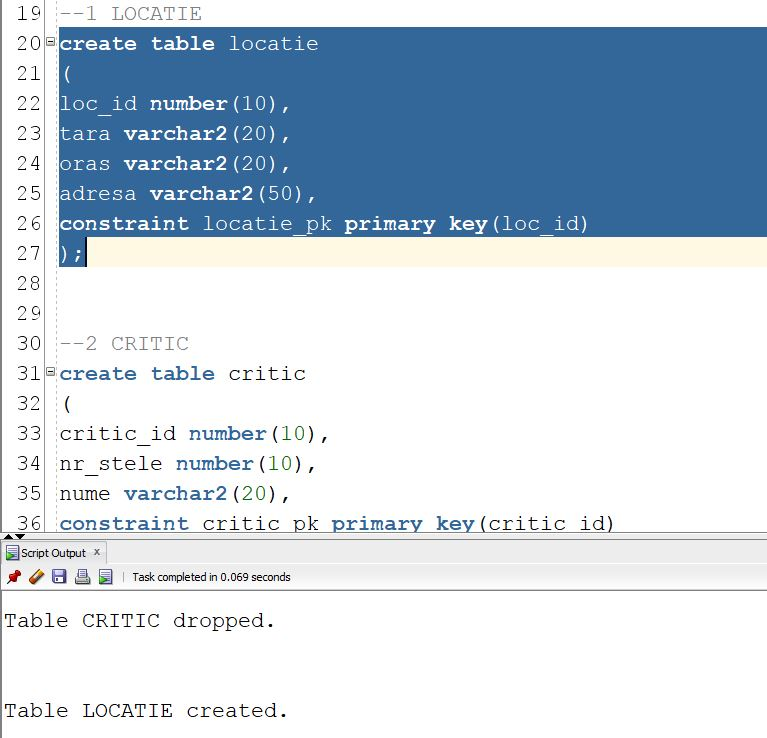 19 --1 LOCATIE
20 create table locatie
21 (
22 loc_id number(10),
23 tara varchar2(20),
24 oras varchar2(20),
25 adresa varchar2(50),
26 constraint locatie_pk primary key(loc_id)
27 );
28
29
30 --2 CRITIC
31 create table critic
32 (
33 critic_id number(10),
34 nr_stele number(10),
35 nume varchar2(20),
36 constraint critic_pk primary key(critic_id)
Script Output x
Task completed in 0.069 seconds
Table CRITIC dropped.
Table LOCATIE created.